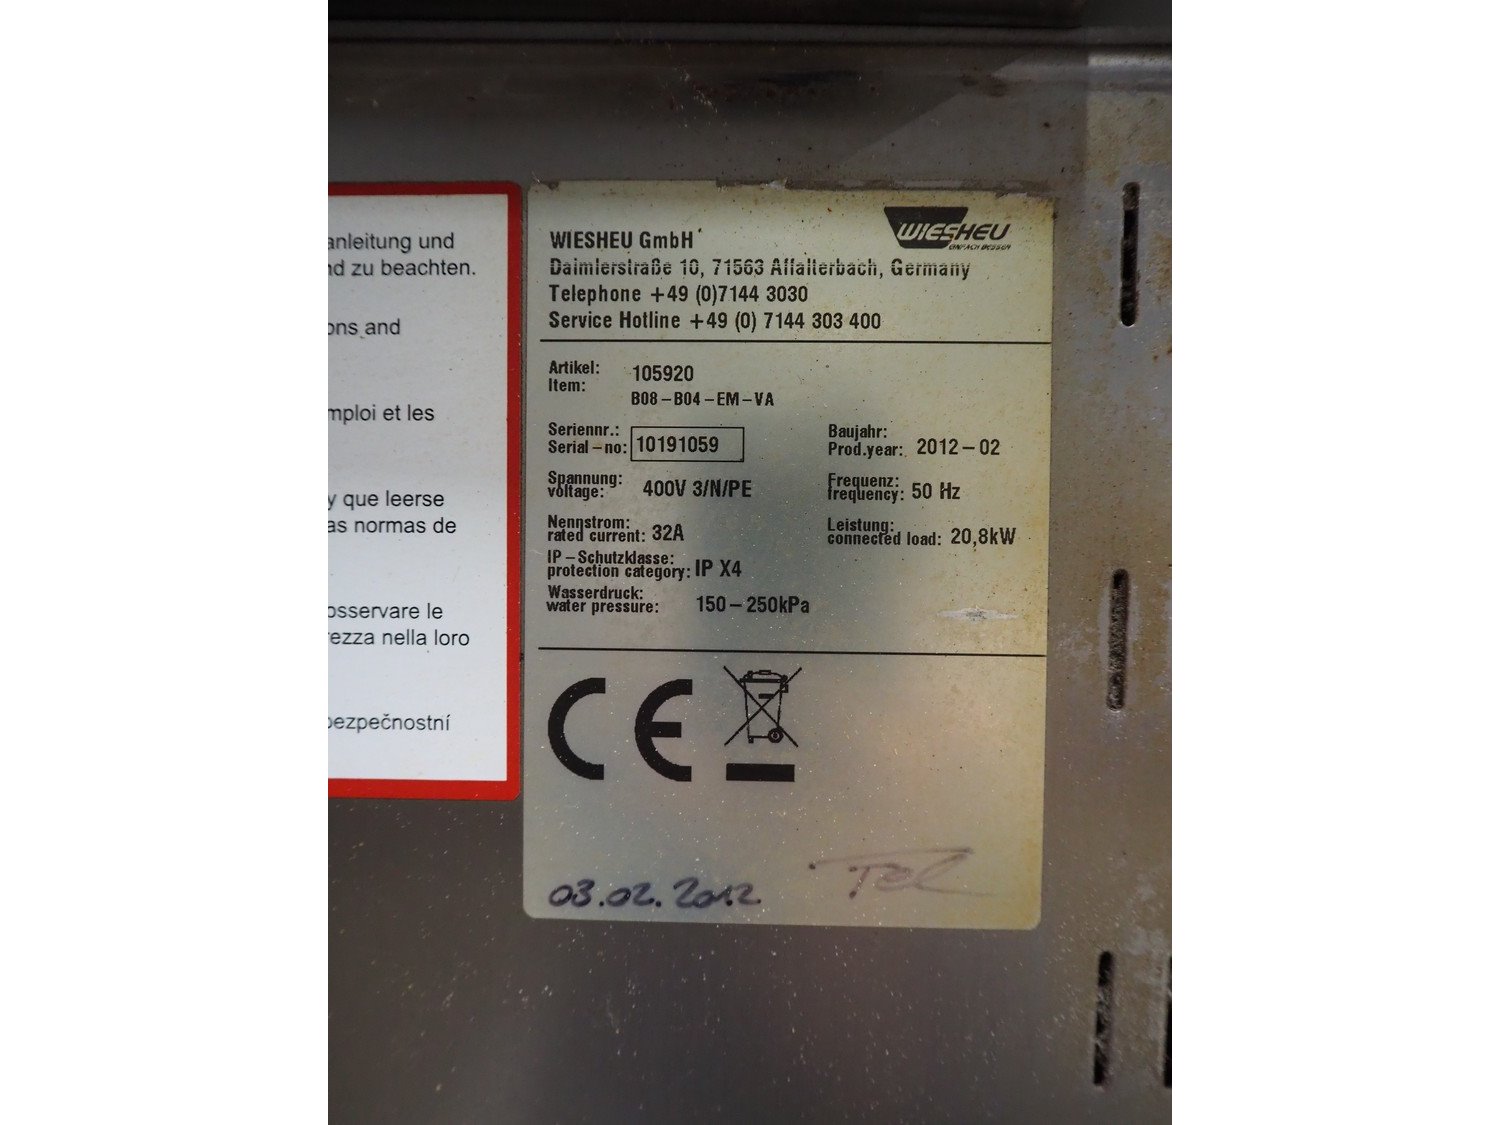 anleitung und
nd zu beachten.
ons and
mploi et les
y que leerse
as normas de
osservare le
rezza nella loro
bezpečnostní
WIESHEU
EINFACH BESSER
WIESHEU GmbH
Daimlerstraße 10, 71563 Affalterbach, Germany
Telephone +49 (0)7144 3030
Service Hotline +49 (0) 7144 303 400
Artikel:
Item: 105920
B08-B04-EM-VA
Seriennr.:
Serial-no: 10191059
Baujahr:
Prod.year: 2012-02
Spannung:
voltage: 400V 3/N/PE
Frequenz:
frequency: 50 Hz
Nennstrom:
rated current: 32A
Leistung:
connected load: 20,8kW
IP-Schutzklasse:
protection category: IP X4
Wasserdruck:
water pressure: 150-250kPa
CE
03.02.2012